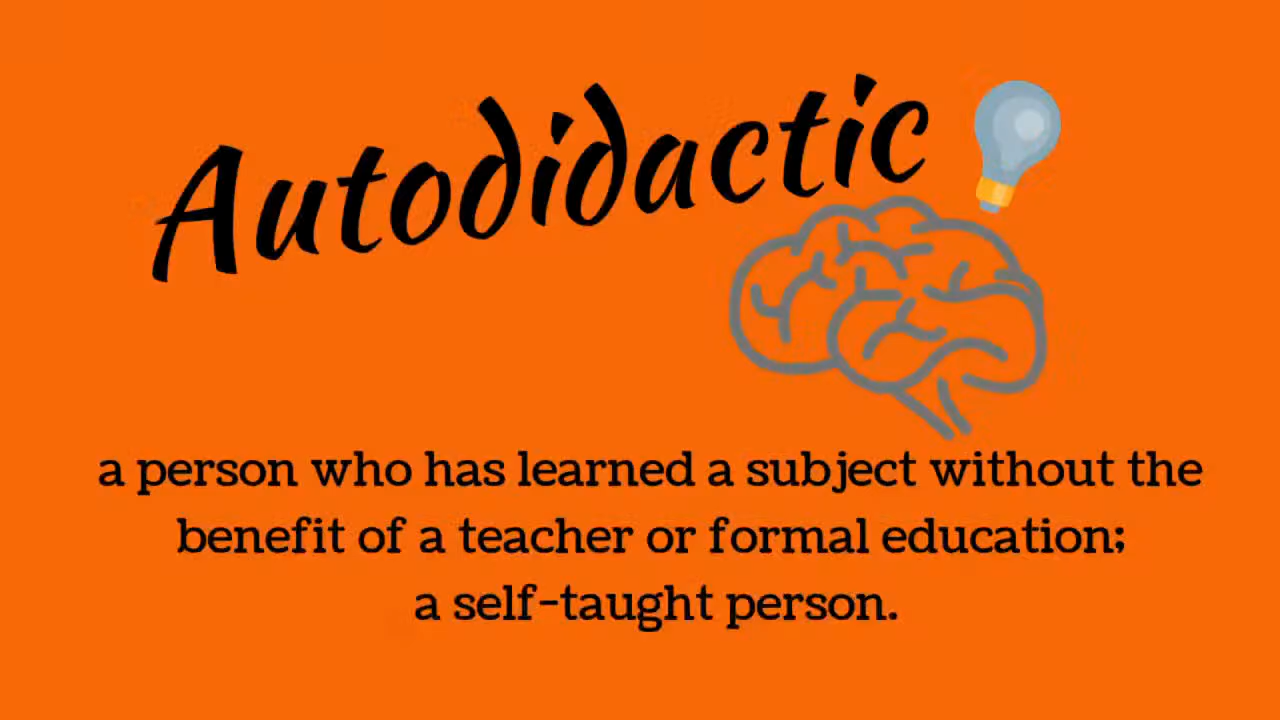 Autodidactic
a person who has learned a subject without the
benefit of a teacher or formal education;
a self-taught person.